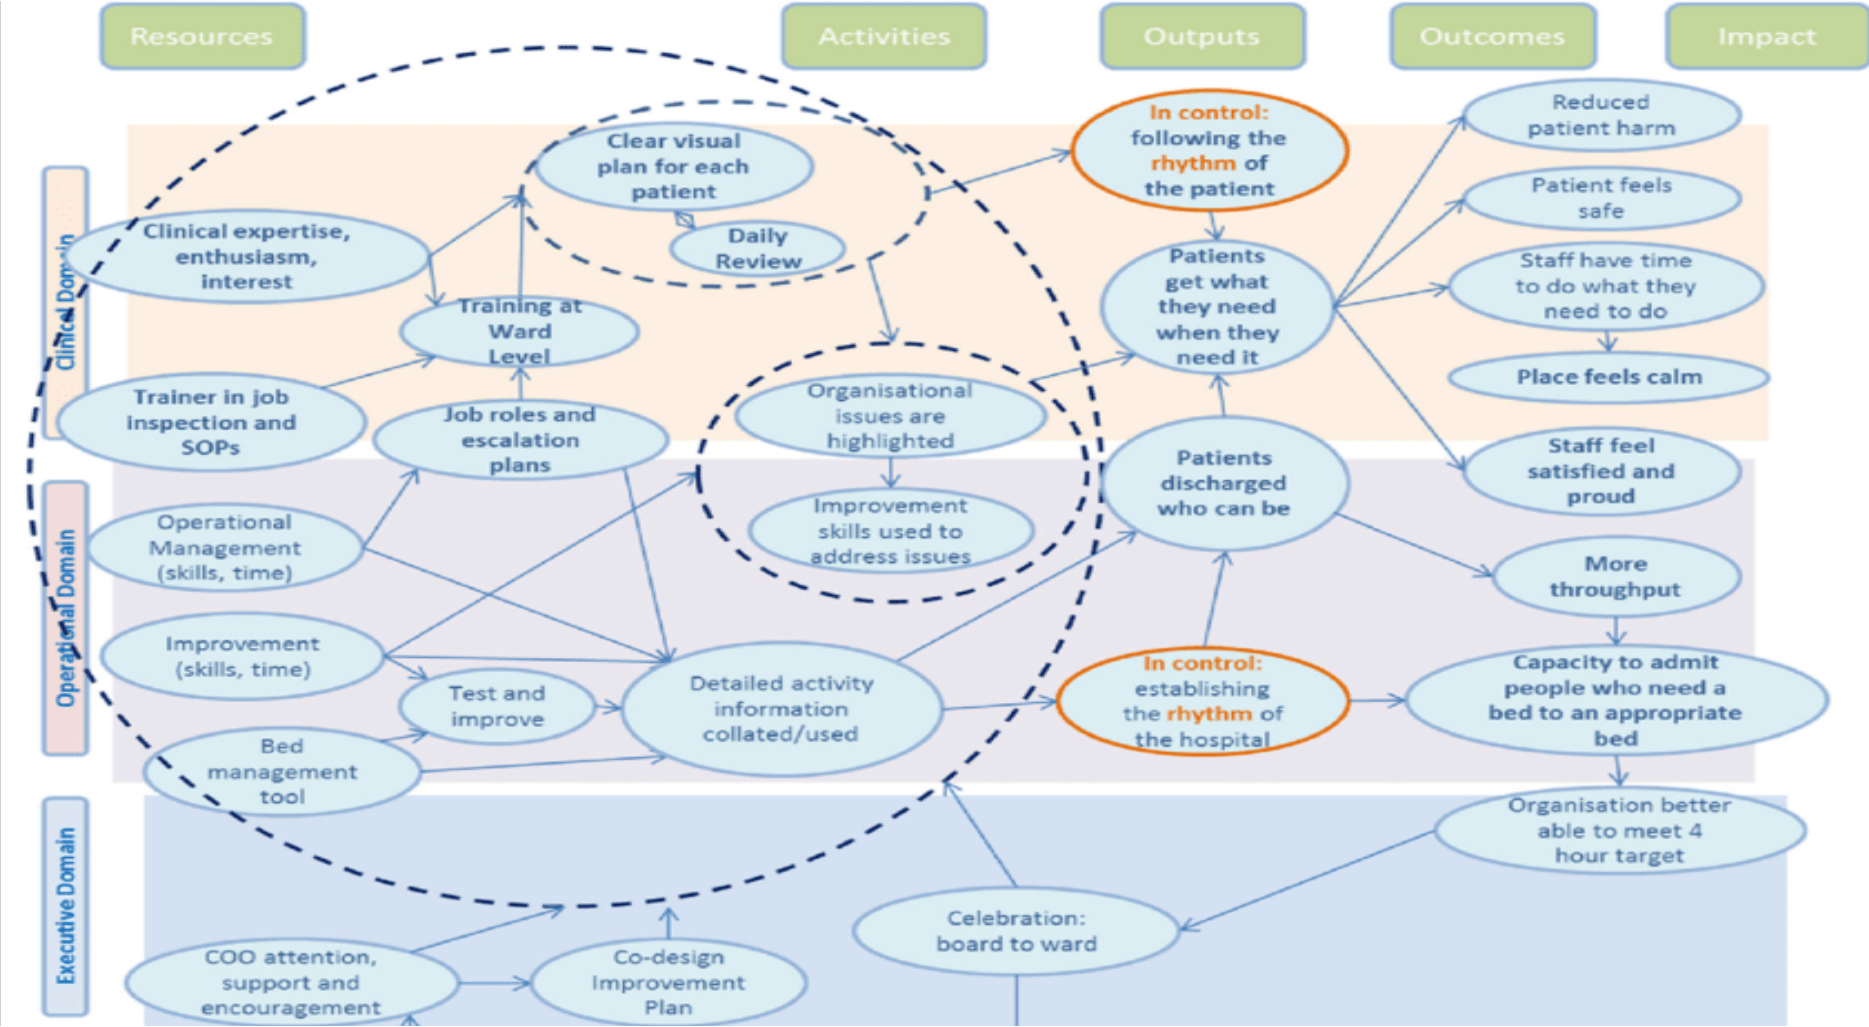 Resources
Activities
Outputs
Outcomes
Impact
Clinical Domain
Operational Domain
Executive Domain
Clear visual
plan for each
patient
Daily
Review
Clinical expertise,
enthusiasm,
interest
Training at
Ward
Level
Trainer in job
inspection and
SOPs
Job roles and
escalation
plans
Operational
Management
(skills, time)
Improvement
(skills, time)
Test and
improve
Bed
management
tool
Detailed activity
information
collated/used
Organisational
issues are
highlighted
Improvement
skills used to
address issues
In control:
following the
rhythm of
the patient
Patients
get what
they need
when they
need it
Patients
discharged
who can be
In control:
establishing
the rhythm of
the hospital
Reduced
patient harm
Patient feels
safe
Staff have time
to do what they
need to do
Place feels calm
Staff feel
satisfied and
proud
More
throughput
Capacity to admit
people who need a
bed to an appropriate
bed
Organisation better
able to meet 4
hour target
Celebration:
board to ward
COO attention,
support and
encouragement
Co-design
Improvement
Plan